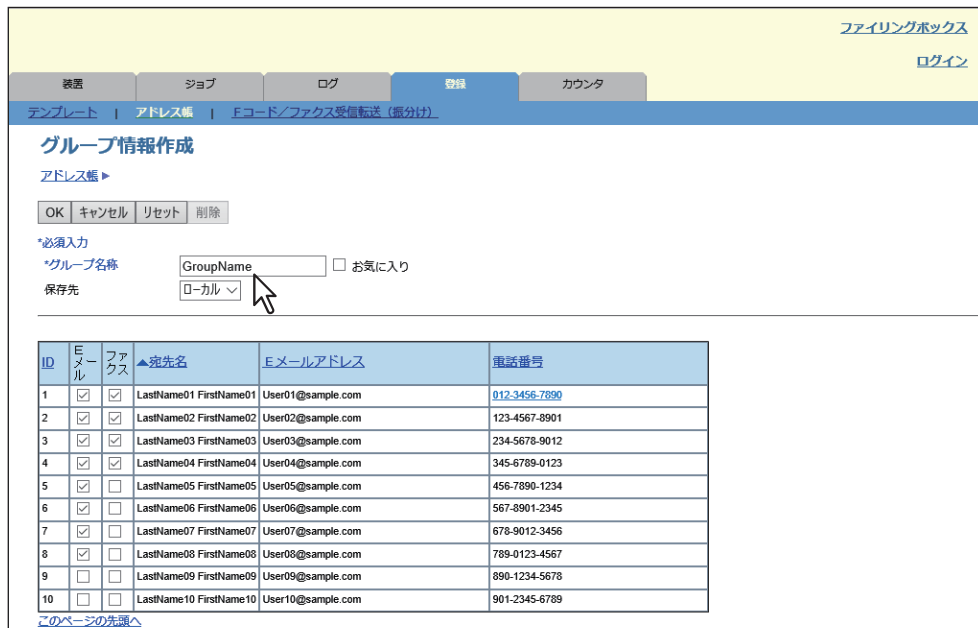 ファイリングボックス
ログイン
装置 ジョブ ログ 登録 カウンタ
テンプレート | アドレス帳 | Fコード/ファクス受信転送（振分け）
グループ情報作成
アドレス帳▶
OK キャンセル リセット 削除
*必須入力
*グループ名称 GroupName お気に入り
保存先 ローカル
ID Eメール ファクス ▲宛先名 Eメールアドレス 電話番号
1 LastName01 FirstName01 User01@sample.com 012-3456-7890
2 LastName02 FirstName02 User02@sample.com 123-4567-8901
3 LastName03 FirstName03 User03@sample.com 234-5678-9012
4 LastName04 FirstName04 User04@sample.com 345-6789-0123
5 LastName05 FirstName05 User05@sample.com 456-7890-1234
6 LastName06 FirstName06 User06@sample.com 567-8901-2345
7 LastName07 FirstName07 User07@sample.com 678-9012-3456
8 LastName08 FirstName08 User08@sample.com 789-0123-4567
9 LastName09 FirstName09 User09@sample.com 890-1234-5678
10 LastName10 FirstName10 User10@sample.com 901-2345-6789
このページの先頭へ